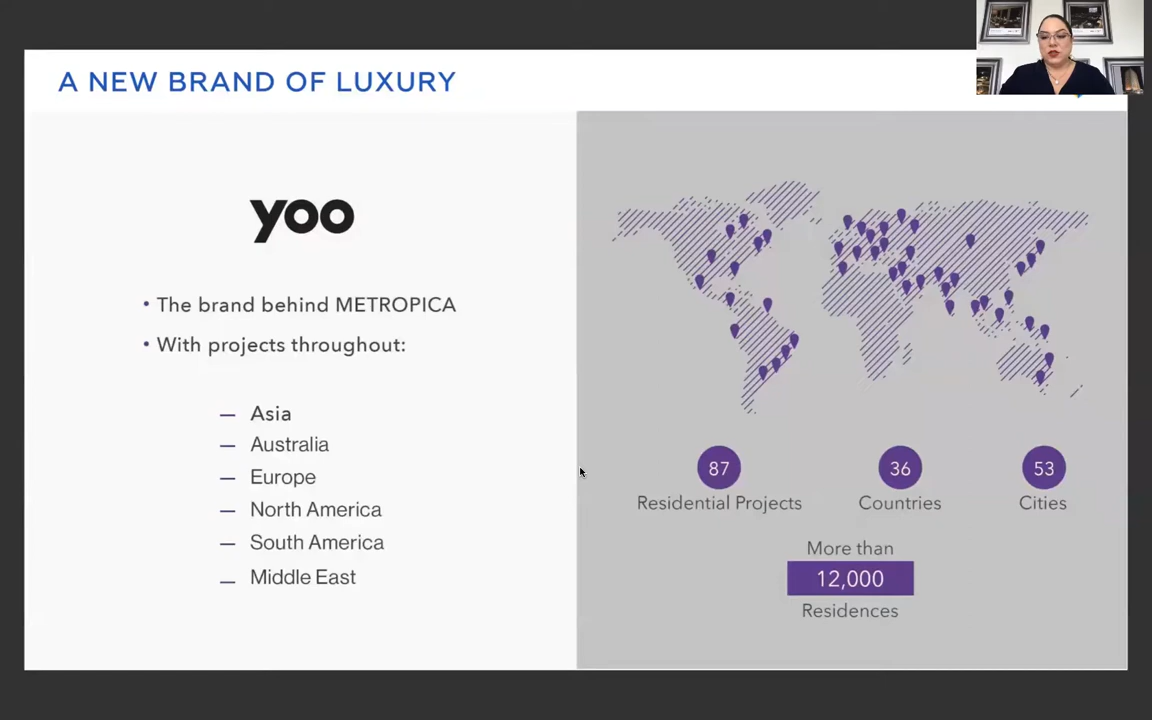 A NEW BRAND OF LUXURY
yoo
• The brand behind METROPICA
• With projects throughout:
— Asia
— Australia
— Europe
— North America
— South America
— Middle East
87
Residential Projects
36
Countries
53
Cities
More than
12,000
Residences